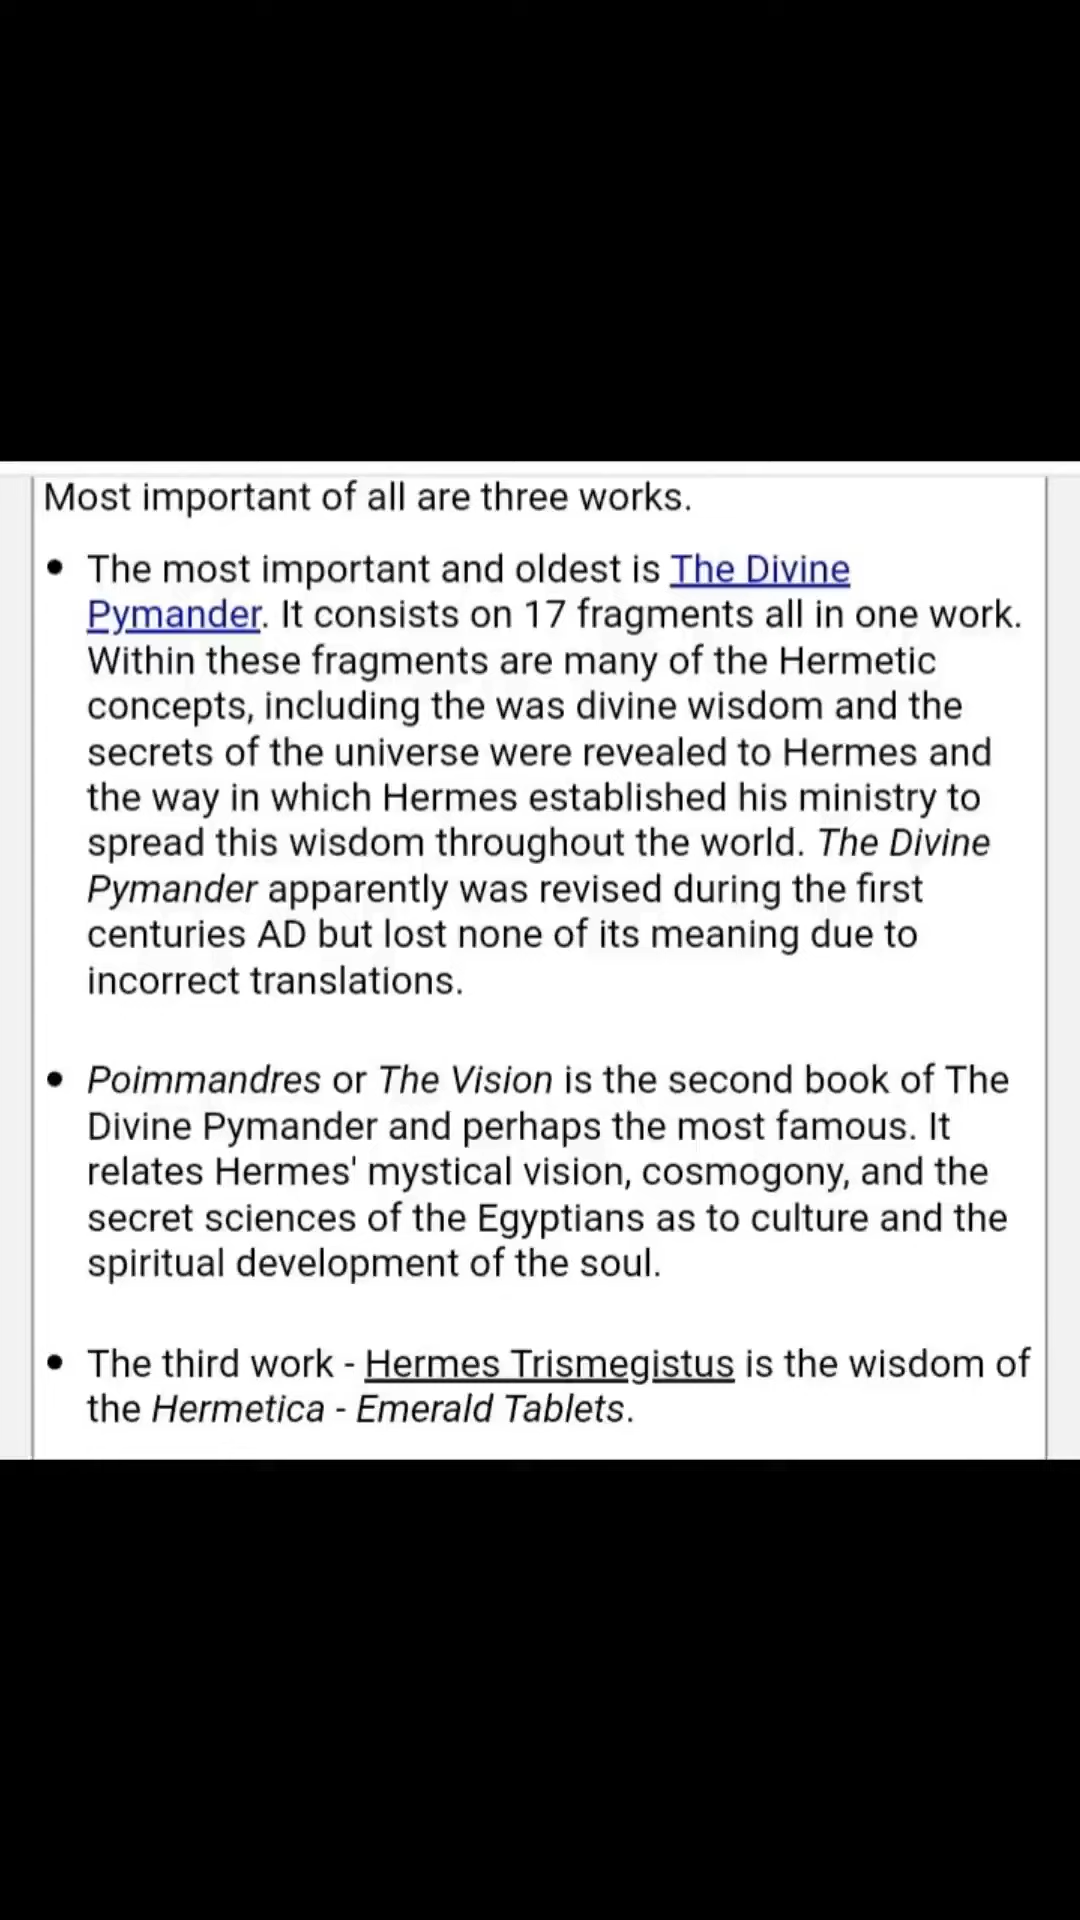 Most important of all are three works.
• The most important and oldest is The Divine
Pymander. It consists on 17 fragments all in one work.
Within these fragments are many of the Hermetic
concepts, including the was divine wisdom and the
secrets of the universe were revealed to Hermes and
the way in which Hermes established his ministry to
spread this wisdom throughout the world. The Divine
Pymander apparently was revised during the first
centuries AD but lost none of its meaning due to
incorrect translations.
• Poimmandres or The Vision is the second book of The
Divine Pymander and perhaps the most famous. It
relates Hermes' mystical vision, cosmogony, and the
secret sciences of the Egyptians as to culture and the
spiritual development of the soul.
• The third work - Hermes Trismegistus is the wisdom of
the Hermetica - Emerald Tablets.